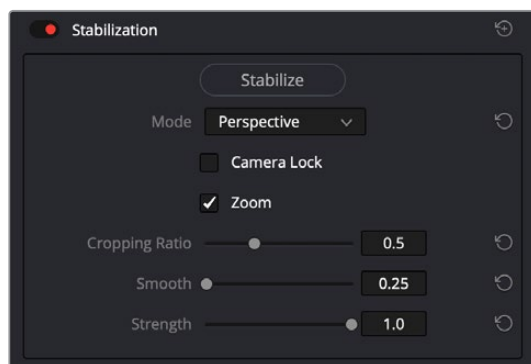 Stabilization
Stabilize
Mode Perspective
Camera Lock
Zoom
Cropping Ratio 0.5
Smooth 0.25
Strength 1.0